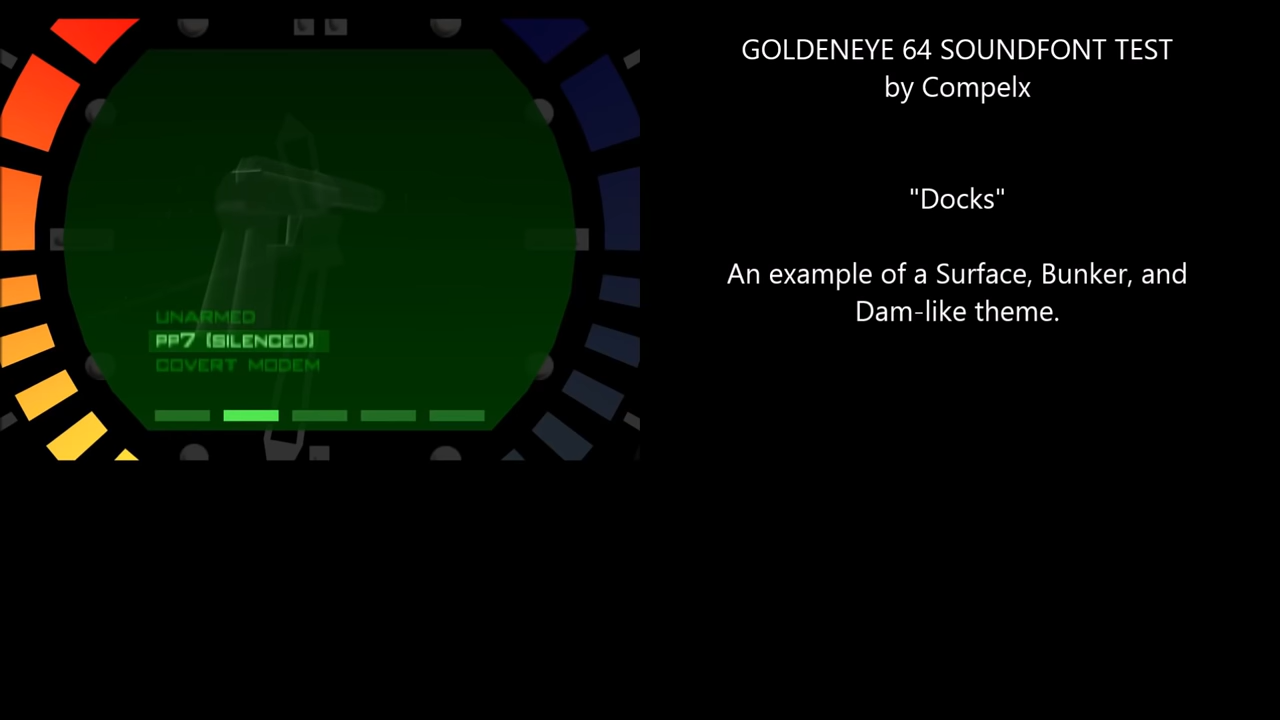 GOLDENEYE 64 SOUNDFONT TEST
by Compelx
"Docks"
An example of a Surface, Bunker, and
Dam-like theme.
UNARMED
PP7 (SILENCED)
COVERT MODEM